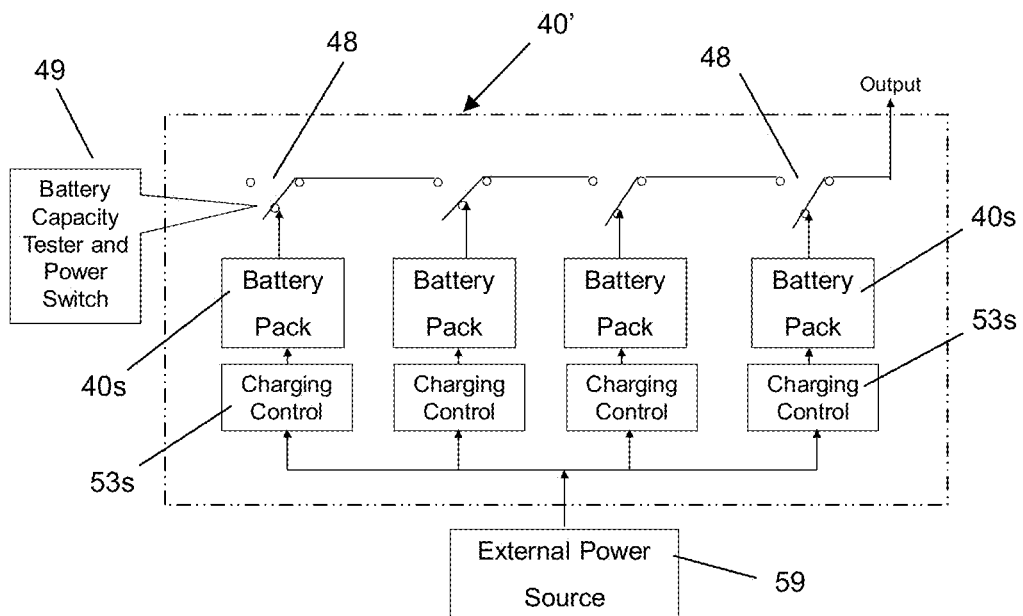 40’
48
48
49
Output
Battery
Capacity
Tester and
Power
Switch
40s
Battery
Pack
Battery
Pack
Battery
Pack
Battery
Pack
53s
40s
Charging
Control
Charging
Control
Charging
Control
Charging
Control
53s
External Power
Source
59